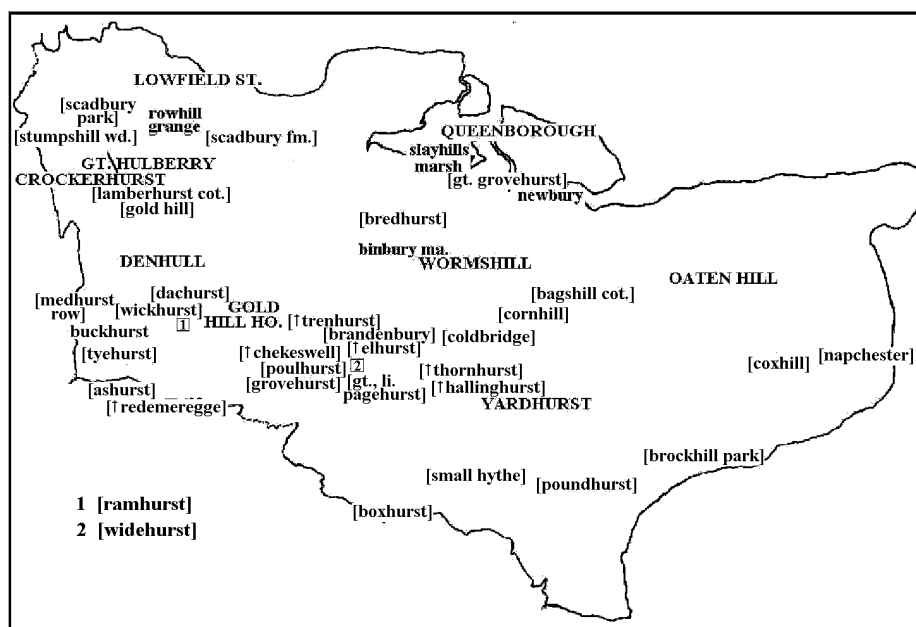 LOWFIELD ST.
[scadbury
park]
rowhill
grange
[stumpshill wd.]
[scadbury fm.]
QUEENBOROUGH
slayhills
marsh
GT. HULBERRY
CROCKERHURST
[gt. grovehurst]
newbury
[lamberhurst cot.]
[gold hill]
[bredhurst]
binbury ma.
DENHULL
WORMSHILL
OATEN HILL
[dachurst]
[bagshill cot.]
[medhurst
row]
[wickhurst]
GOLD
HILL HO.
[cornhill]
1
[↑trenhurst]
buckhurst
[brandenbury]
[coldbridge]
[tyehurst]
[↑chekeswell]
[↑elhurst]
[napchester]
[poulhurst]
2
[↑thornhurst]
[coxhill]
[ashurst]
[grovehurst]
[gt., li.
pagehurst]
[↑hallinghurst]
[↑redemeregge]
YARDHURST
[brockhill park]
[small hythe]
[poundhurst]
[boxhurst]
1 [ramhurst]
2 [widehurst]